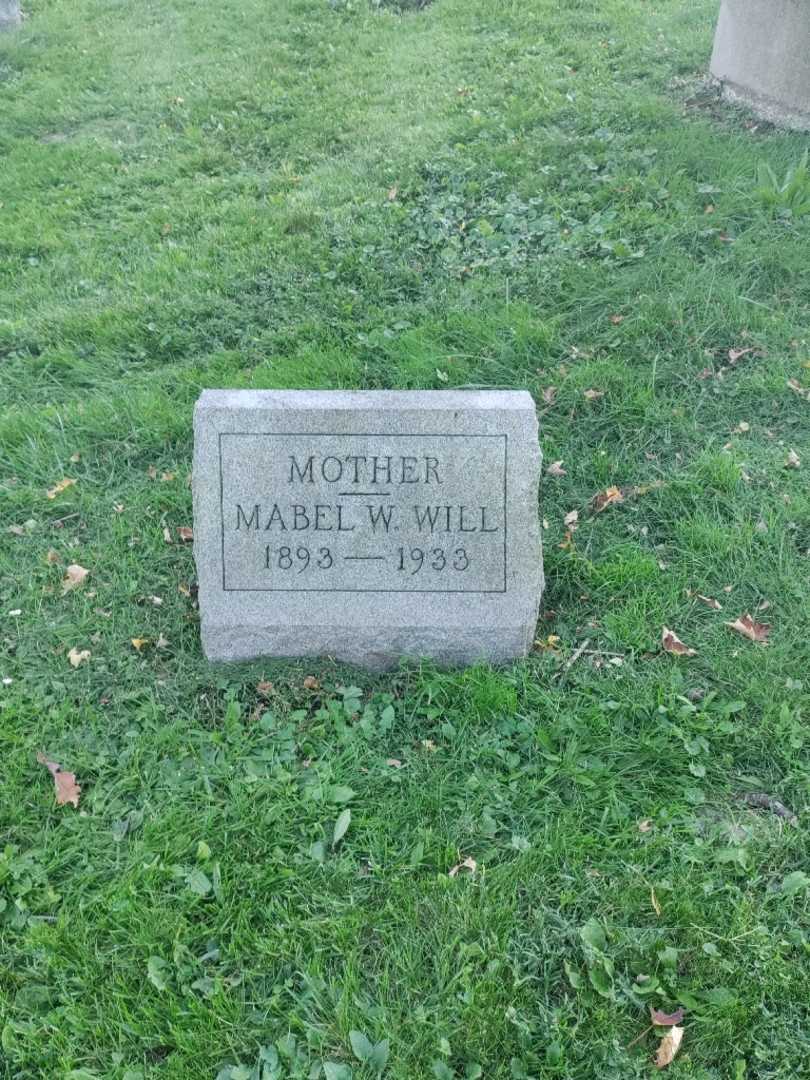 MOTHER
MABEL W. WILL
1893 — 1933